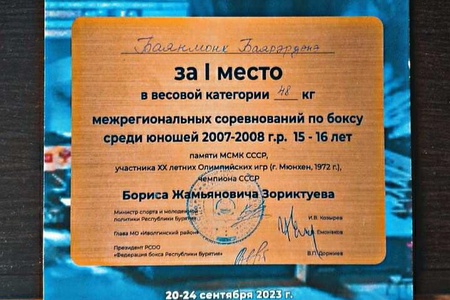 за I место
в весовой категории 48 кг
межрегиональных соревнований по боксу
среди юношей 2007-2008 г.р. 15 - 16 лет
памяти МСМК СССР,
участника XX летних Олимпийских игр (г. Мюнхен, 1972 г.),
чемпиона СССР
Бориса Жамьяновича Зориктуева
Министр спорта и молодежной
политики Республики Бурятия
И.В. Козырев
Глава МО «Иволгинский район»
Президент РСОО
«Федерация бокса Республики Бурятия»
В.П.
20-24 сентября 2023 г.